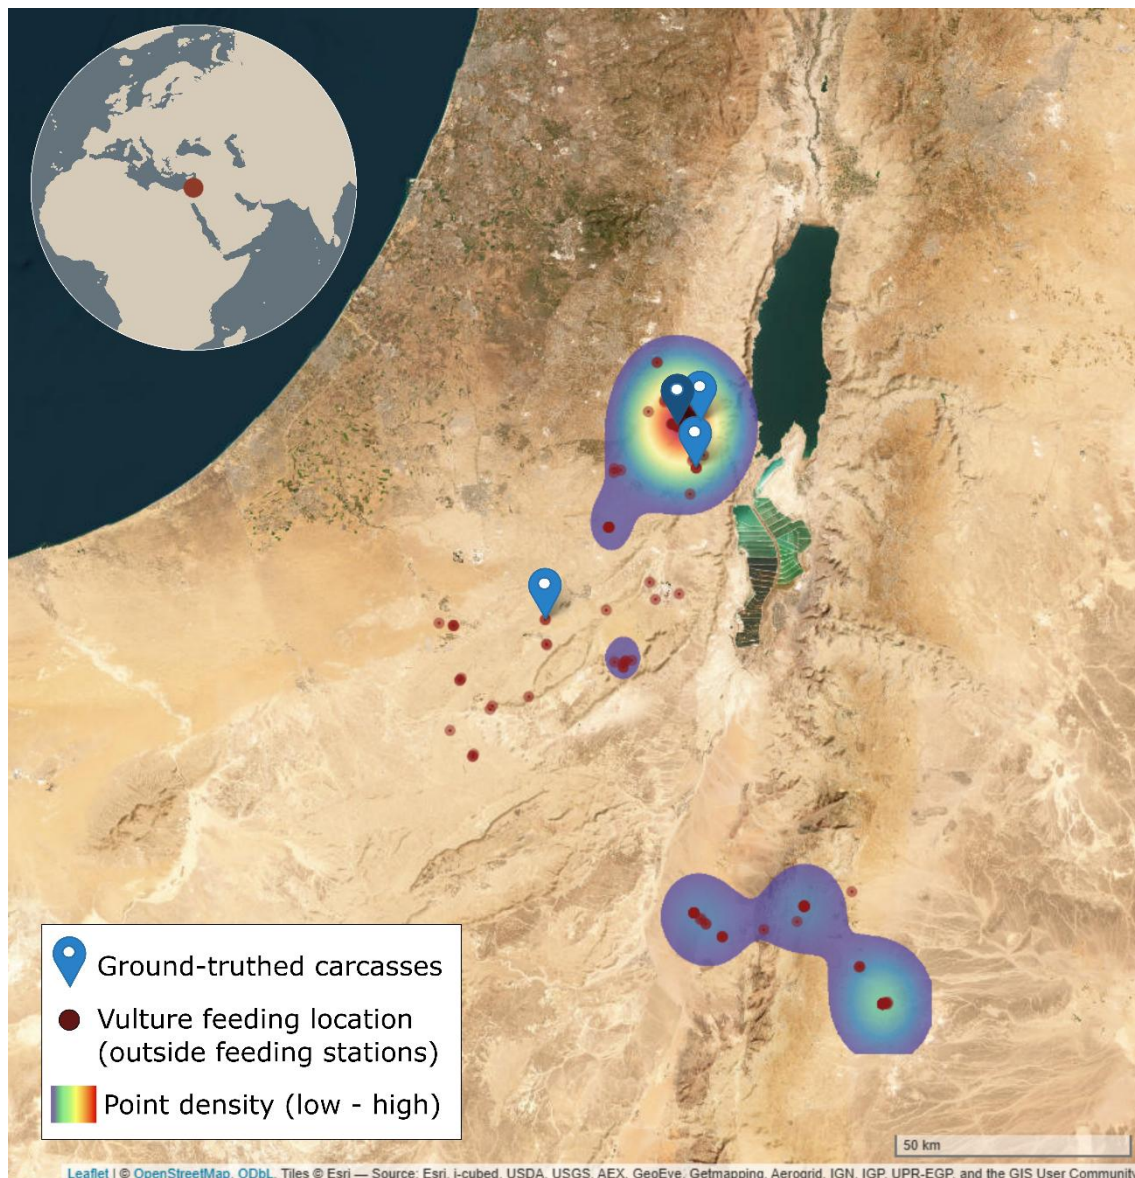 Ground-truthed carcasses
Vulture feeding location
(outside feeding stations)
Point density (low - high)
50 km
Leaflet | © OpenStreetMap, ODbL, Tiles © Esri — Source: Esri, i-cubed, USDA, USGS, AEX, GeoEye, Getmapping, Aerogrid, IGN, IGP, UPR-EGP, and the GIS User Community